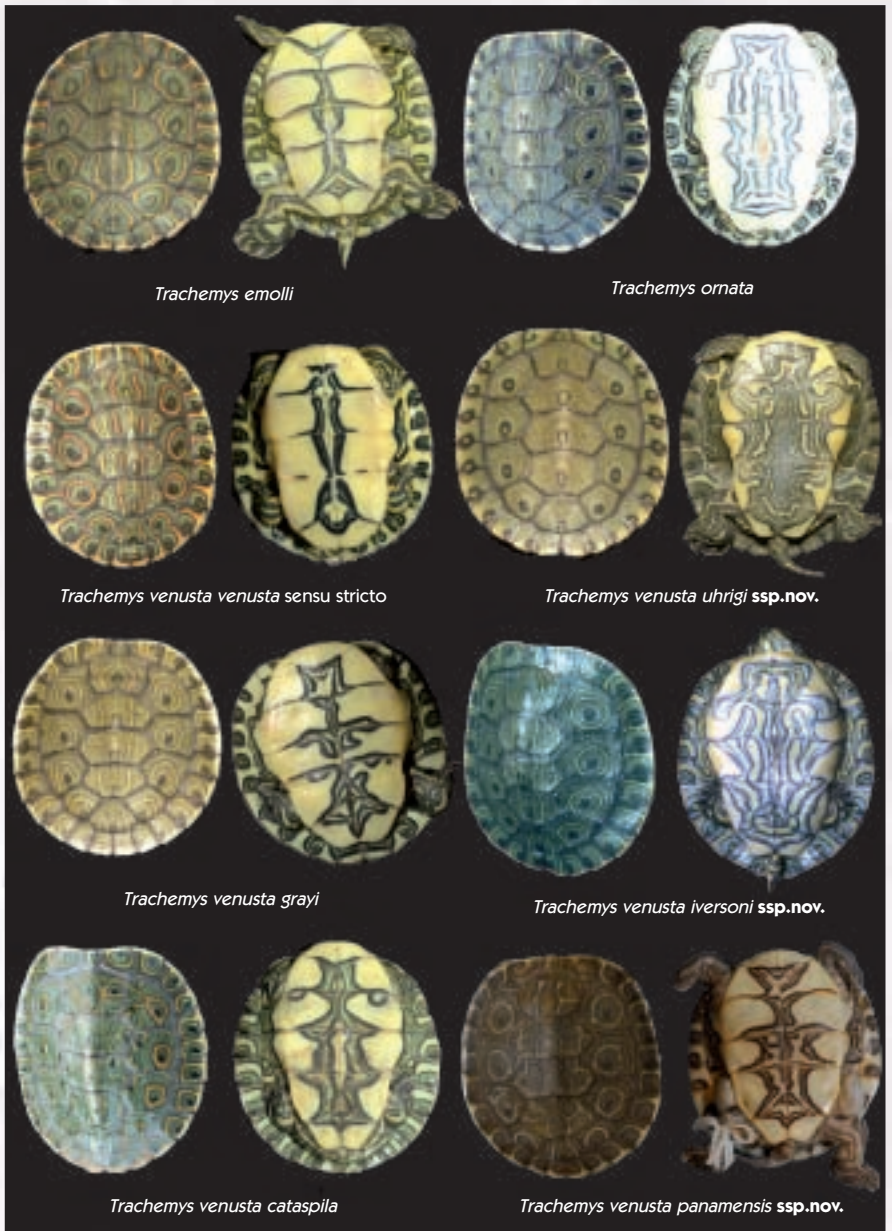 Trachemys emolli
Trachemys ornata
Trachemys venusta venusta sensu stricto
Trachemys venusta uhrigi ssp.nov.
Trachemys venusta grayi
Trachemys venusta iversoni ssp.nov.
Trachemys venusta cataspila
Trachemys venusta panamensis ssp.nov.